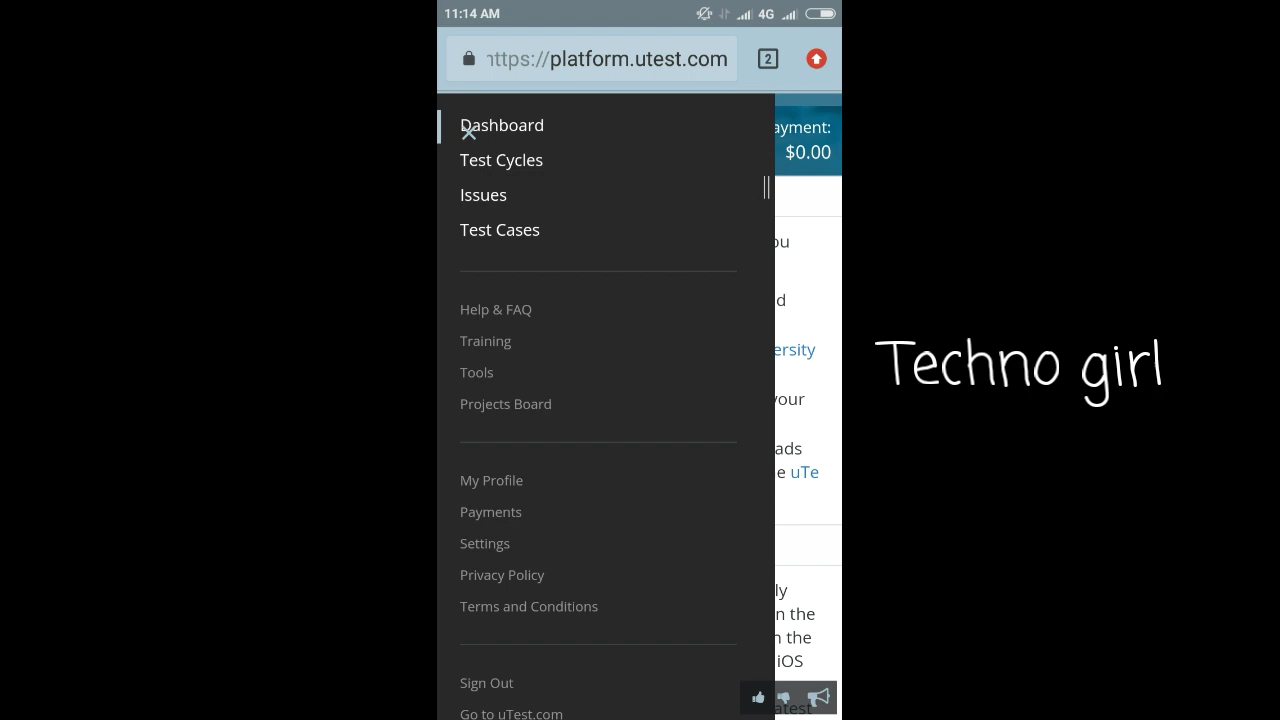 11:14 AM
4G
https://platform.utest.com
2
Dashboard
Test Cycles
Issues
Test Cases
Help & FAQ
Training
Tools
Projects Board
My Profile
Payments
Settings
Privacy Policy
Terms and Conditions
Sign Out
Go to uTest.com
ayment:
$0.00
ou
d
ersity
your
ads
e uTe
ly
n the
n the
iOS
atest
Techno girl